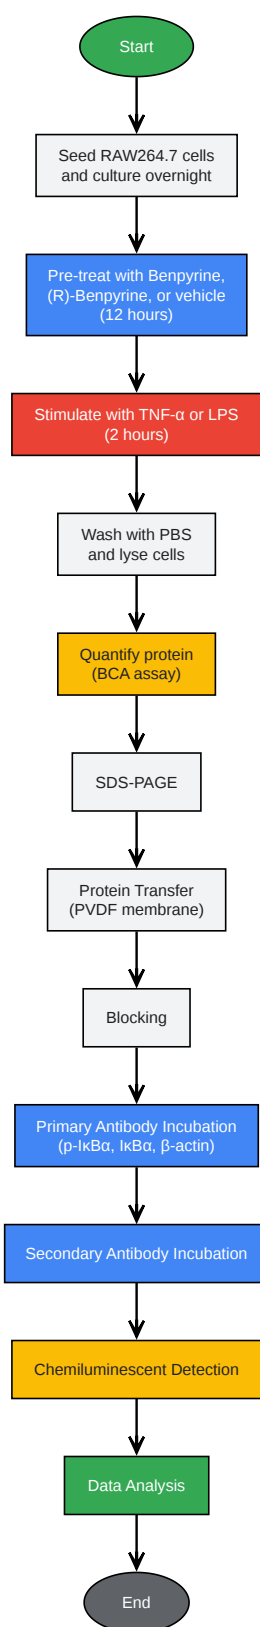 Start
Seed RAW264.7 cells
and culture overnight
Pre-treat with Benpyrine,
(R)-Benpyrine, or vehicle
(12 hours)
Stimulate with TNF-α or LPS
(2 hours)
Wash with PBS
and lyse cells
Quantify protein
(BCA assay)
SDS-PAGE
Protein Transfer
(PVDF membrane)
Blocking
Primary Antibody Incubation
(p-IκBα, IκBα, β-actin)
Secondary Antibody Incubation
Chemiluminescent Detection
Data Analysis
End